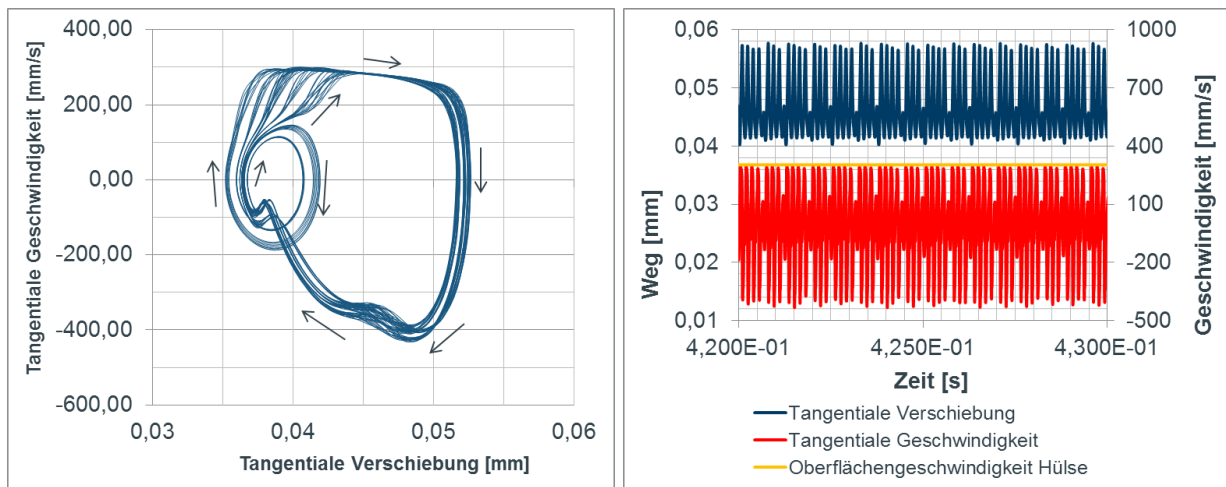 Tangentiale Geschwindigkeit [mm/s]
400,00
200,00
0,00
-200,00
-400,00
-600,00
0,03
0,04
0,05
0,06
Tangentiale Verschiebung [mm]
Weg [mm]
0,06
0,05
0,04
0,03
0,02
0,01
1000
700
400
100
-200
-500
Geschwindigkeit [mm/s]
4,200E-01
4,250E-01
4,300E-01
Zeit [s]
Tangentiale Verschiebung
Tangentiale Geschwindigkeit
Oberflächengeschwindigkeit Hülse